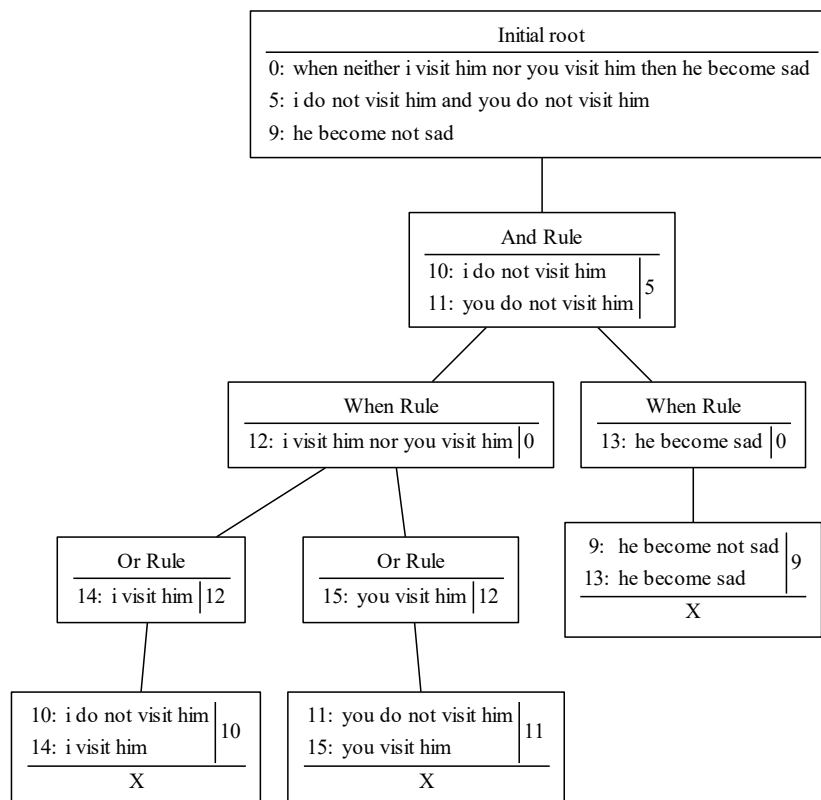 Initial root
0: when neither i visit him nor you visit him then he become sad
5: i do not visit him and you do not visit him
9: he become not sad
And Rule
10: i do not visit him
11: you do not visit him
5
When Rule
12: i visit him nor you visit him
0
When Rule
13: he become sad
0
Or Rule
14: i visit him
12
Or Rule
15: you visit him
12
9: he become not sad
13: he become sad
9
X
10: i do not visit him
14: i visit him
10
X
11: you do not visit him
15: you visit him
11
X